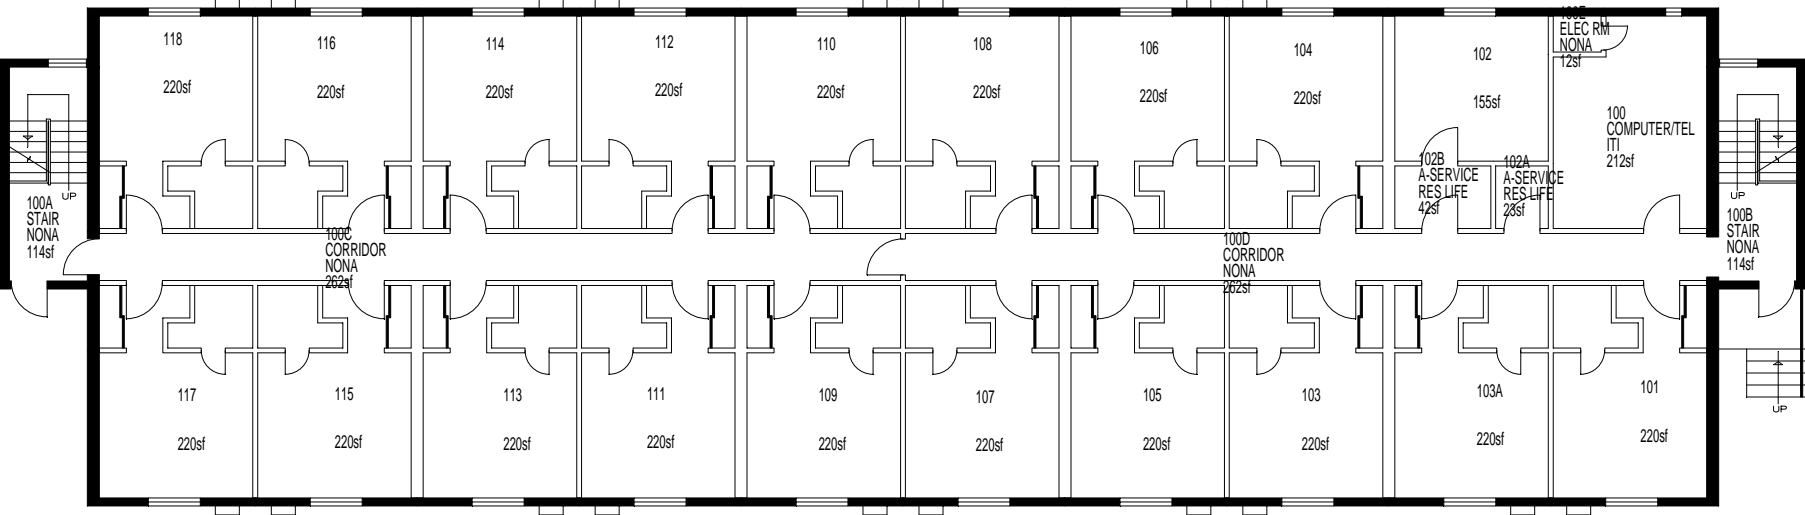 118
220sf
116
220sf
114
220sf
112
220sf
110
220sf
108
220sf
106
220sf
104
220sf
102
155sf
100E
ELEC RM
NONA
12sf
100
COMPUTER/TEL
ITI
212sf
102B
A-SERVICE
RES LIFE
42sf
102A
A-SERVICE
RES LIFE
23sf
UP
100A
STAIR
NONA
114sf
UP
100B
STAIR
NONA
114sf
100C
CORRIDOR
NONA
262sf
100D
CORRIDOR
NONA
262sf
117
220sf
115
220sf
113
220sf
111
220sf
109
220sf
107
220sf
105
220sf
103
220sf
103A
220sf
101
220sf
UP